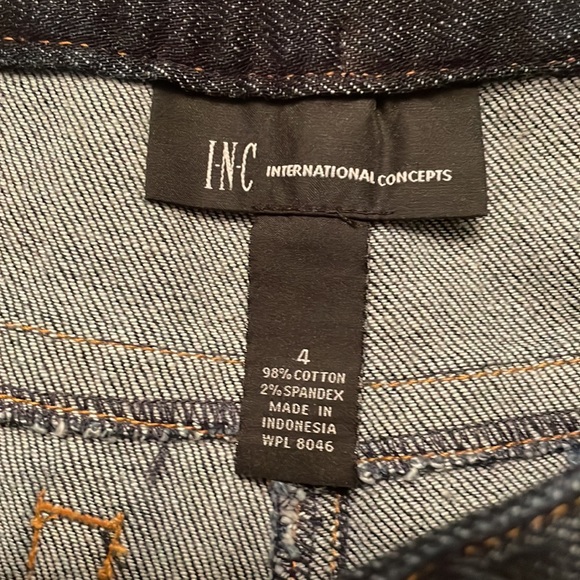 I·N·C INTERNATIONAL CONCEPTS
4
98% COTTON
2% SPANDEX
MADE IN
INDONESIA
WPL 8046